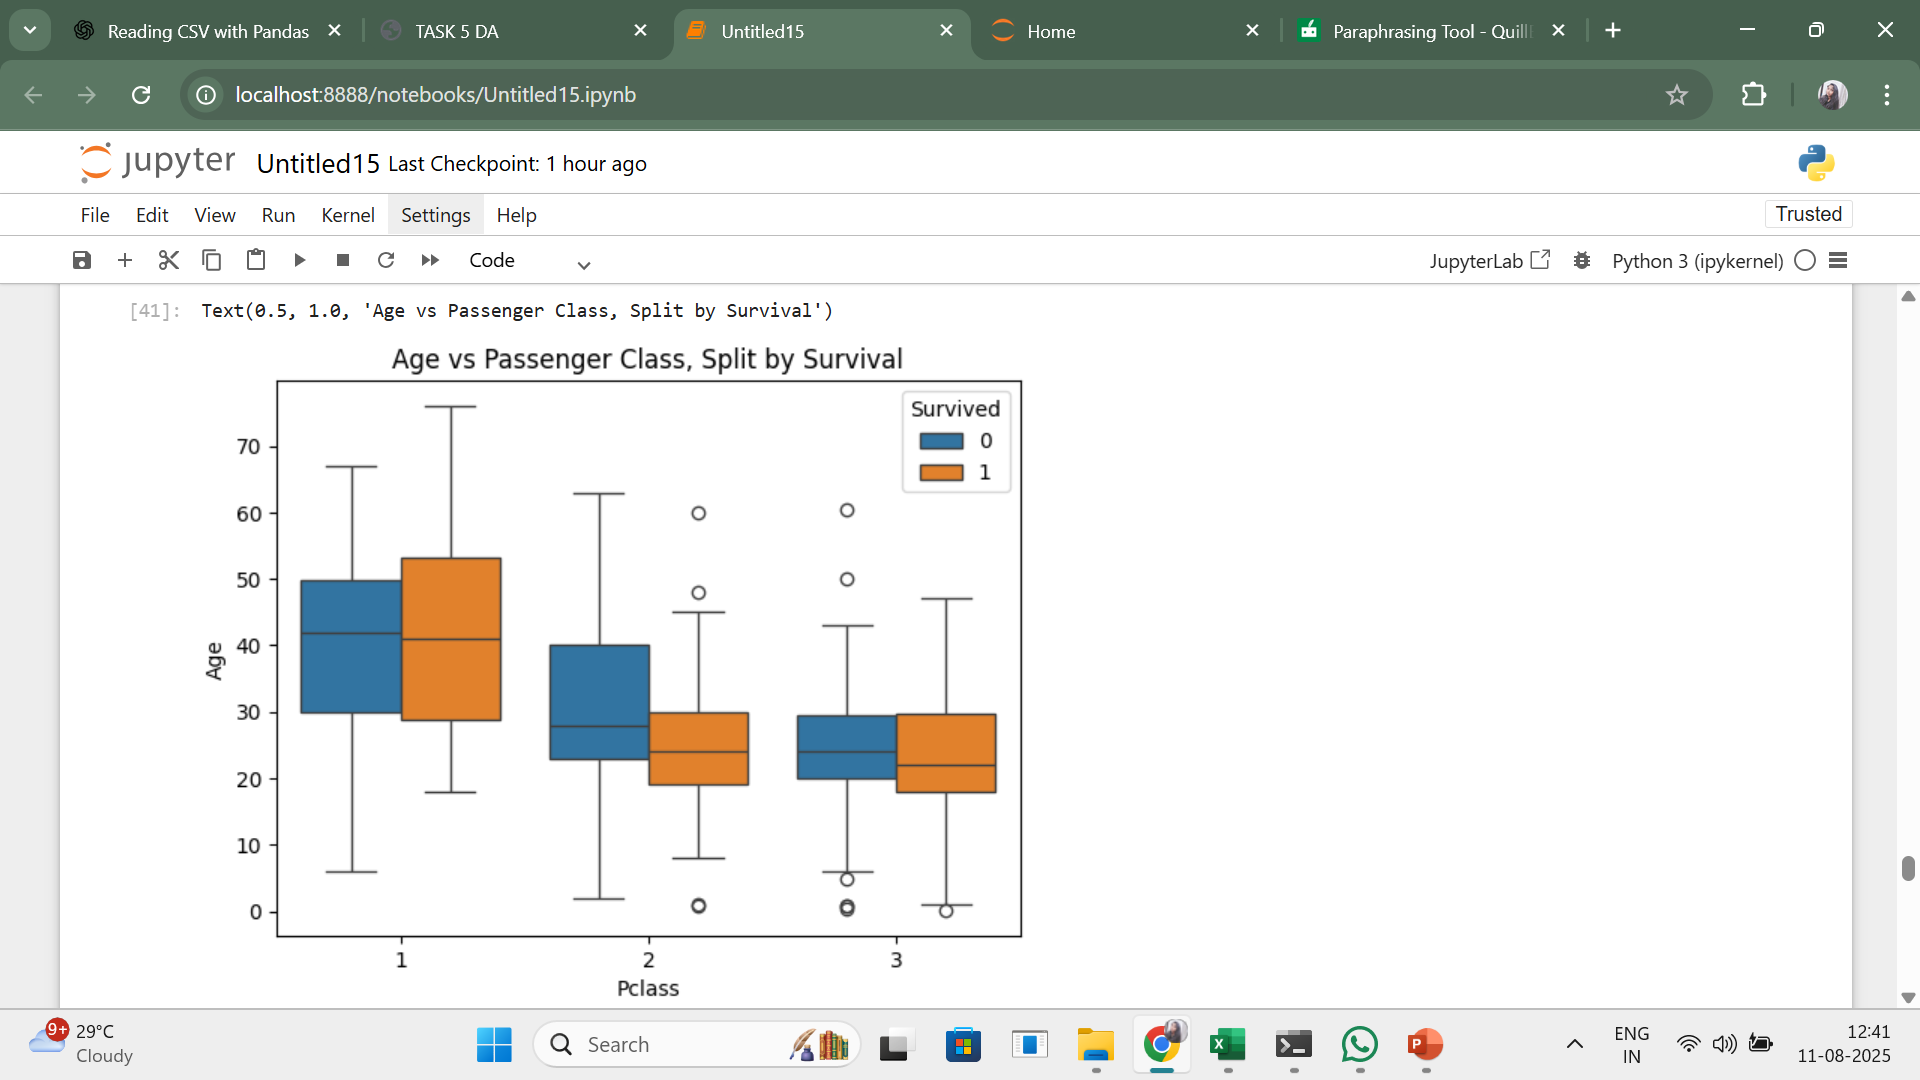 Reading CSV with Pandas
TASK 5 DA
Untitled15
Home
Paraphrasing Tool - Quill
localhost:8888/notebooks/Untitled15.ipynb
jupyter Untitled15 Last Checkpoint: 1 hour ago
File Edit View Run Kernel Settings Help
Trusted
Code
JupyterLab
Python 3 (ipykernel)
[41]: Text(0.5, 1.0, 'Age vs Passenger Class, Split by Survival')
Age vs Passenger Class, Split by Survival
Survived
0
1
70
60
50
40
30
20
10
0
Age
1 2 3
Pclass
9+
29°C
Cloudy
Search
X
P
ENG
IN
12:41
11-08-2025